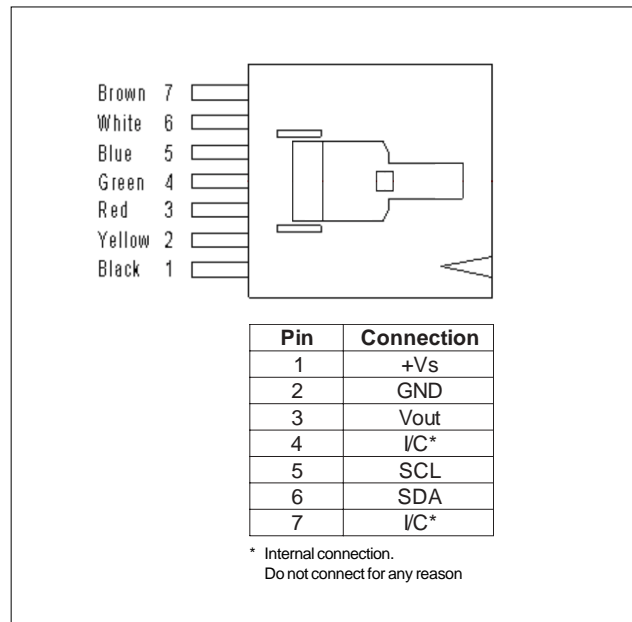 Brown 7
White 6
Blue 5
Green 4
Red 3
Yellow 2
Black 1
Pin Connection
1 +Vs
2 GND
3 Vout
4 I/C*
5 SCL
6 SDA
7 I/C*
* Internal connection.
Do not connect for any reason